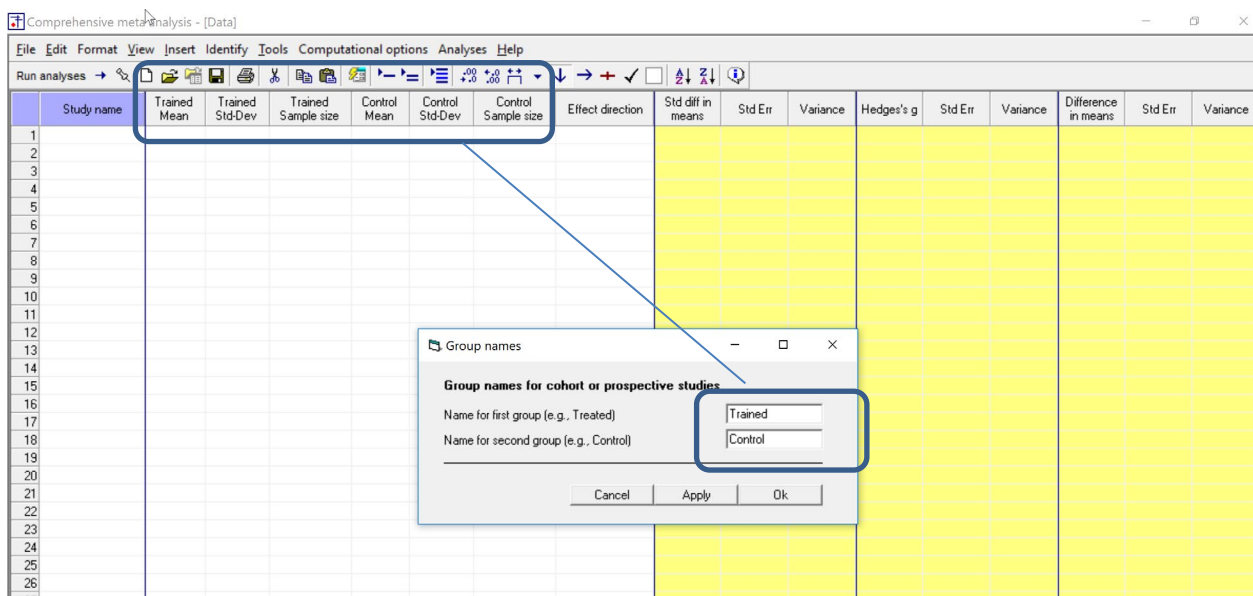 Comprehensive meta analysis - [Data]
File Edit Format View Insert Identify Tools Computational options Analyses Help
Run analyses
Study name
Trained Mean
Trained Std-Dev
Trained Sample size
Control Mean
Control Std-Dev
Control Sample size
Effect direction
Std diff in means
Std Err
Variance
Hedges's g
Std Err
Variance
Difference in means
Std Err
Variance
1
2
3
4
5
6
7
8
9
10
11
12
13
14
15
16
17
18
19
20
21
22
23
24
25
26
Group names
Group names for cohort or prospective studies
Name for first group (e.g., Treated) Trained
Name for second group (e.g., Control) Control
Cancel Apply Ok